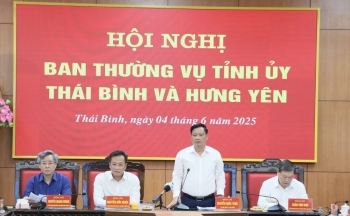 HỘI NGHỊ
BAN THƯỜNG VỤ TỈNH ỦY
THÁI BÌNH VÀ HƯNG YÊN
Thái Bình, ngày 04 tháng 6 năm 2025